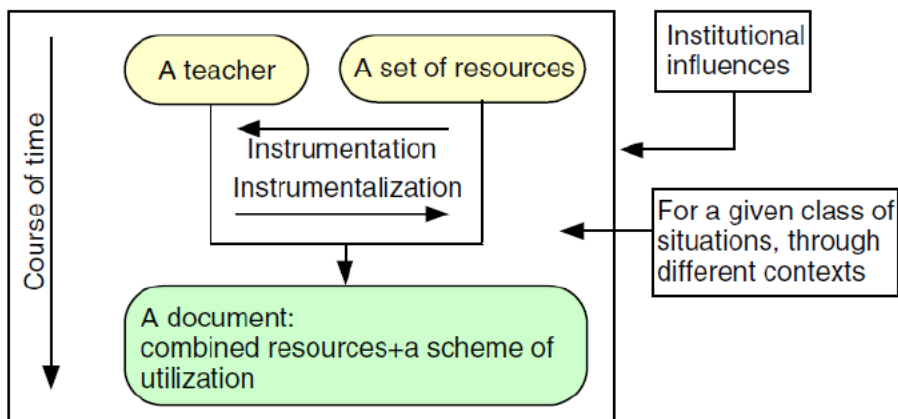 A teacher
A set of resources
Institutional
influences
Course of time
Instrumentation
Instrumentalization
For a given class of
situations, through
different contexts
A document:
combined resources+a scheme of
utilization